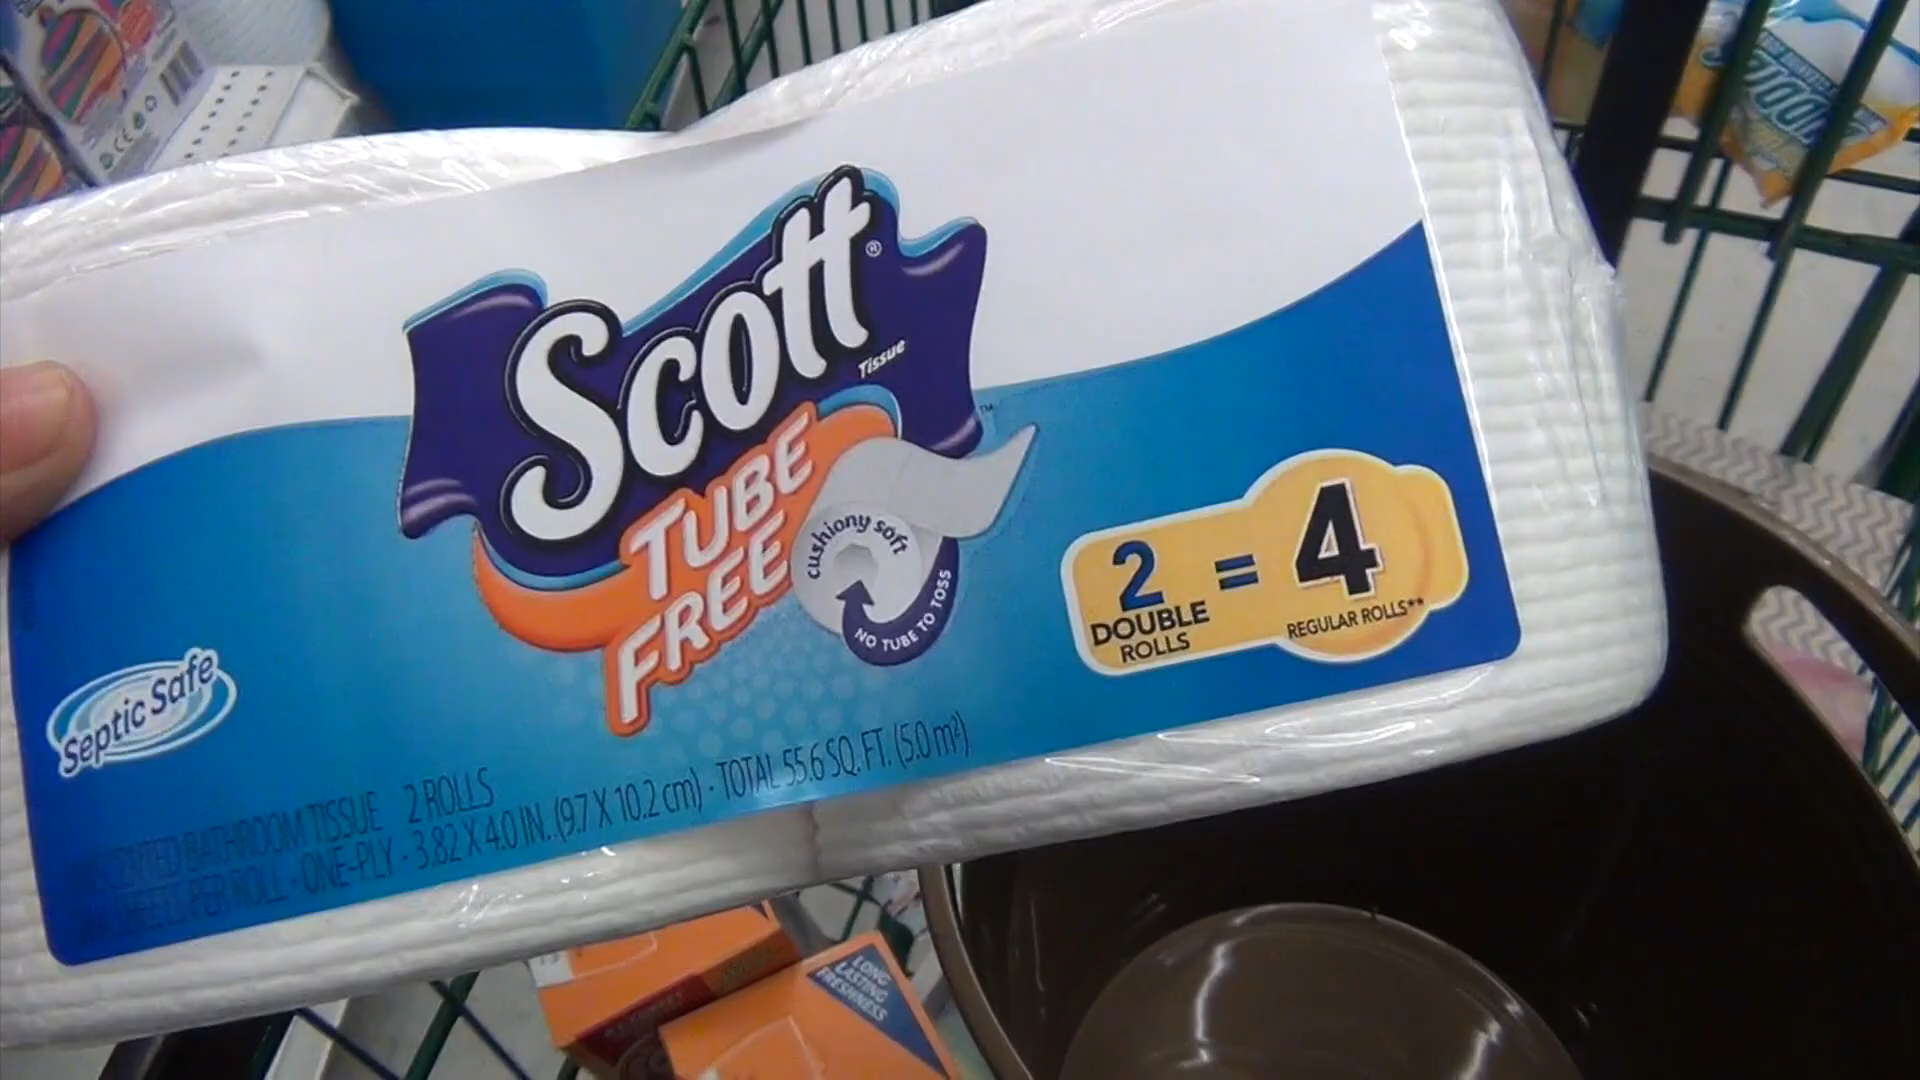 Scott®
Tissue
TUBE
FREE
™
cushiony soft
NO TUBE TO TOSS
2
DOUBLE
ROLLS
=
4
REGULAR ROLLS**
Septic Safe
BATHROOM TISSUE 2 ROLLS
SHEETS PER ROLL · ONE-PLY · 3.82 X 4.0 IN. (9.7 X 10.2 cm) · TOTAL 55.6 SQ. FT. (5.0 m²)
LONG
LASTING
FRESHNESS